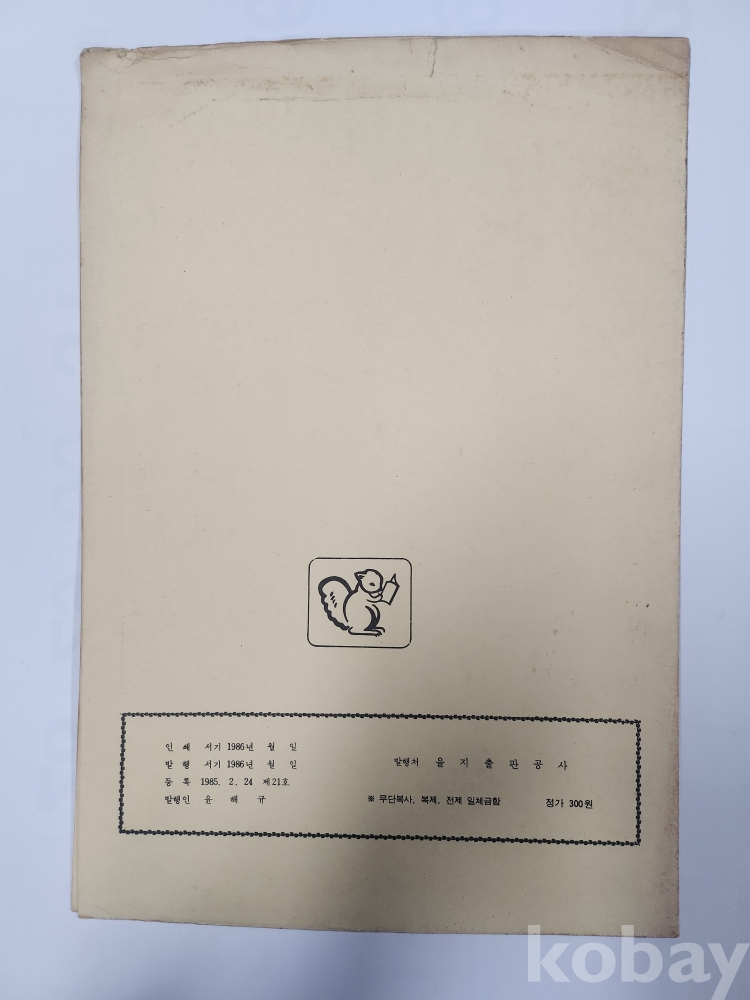 인 쇄 서기 1986년 월 일
발 행 서기 1986년 월 일
등 록 1985. 2. 24 제21호
발행인 윤 해 규
발행처 율 지 출 판 공 사
※ 무단복사, 복제, 전제 일체금함 정가 300원
kobay